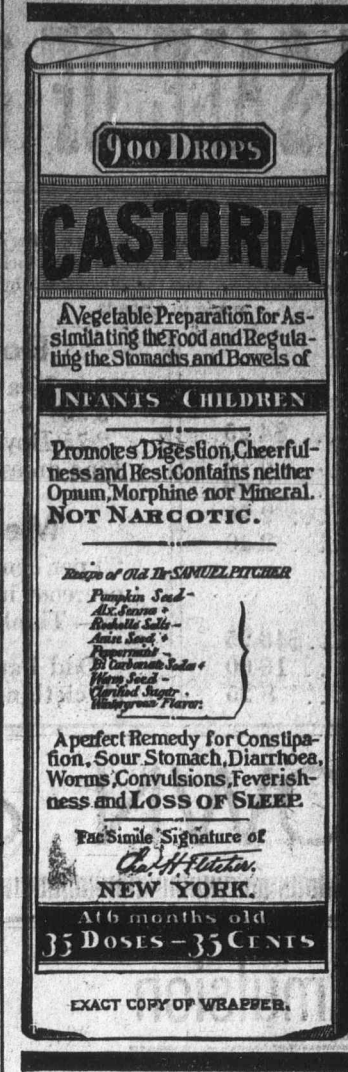 900 DROPS
CASTORIA
A Vegetable Preparation for As-
similating the Food and Regula-
ting the Stomachs and Bowels of
INFANTS CHILDREN
Promotes Digestion, Cheerful-
ness and Rest. Contains neither
Opium, Morphine nor Mineral.
NOT NARCOTIC.
Recipe of Old Dr SAMUEL PITCHER
Pumpkin Seed -
Alx. Senna +
Rochelle Salts -
Anise Seed +
Peppermint -
Bi Carbonate Soda +
Worm Seed -
Clarified Sugar .
Wintergreen Flavor:
A perfect Remedy for Constipa-
tion, Sour Stomach, Diarrhoea,
Worms, Convulsions, Feverish-
ness and LOSS OF SLEEP.
Fac Simile Signature of
Chas. H. Fletcher.
NEW YORK.
At 6 months old
35 DOSES - 35 CENTS
EXACT COPY OF WRAPPER.